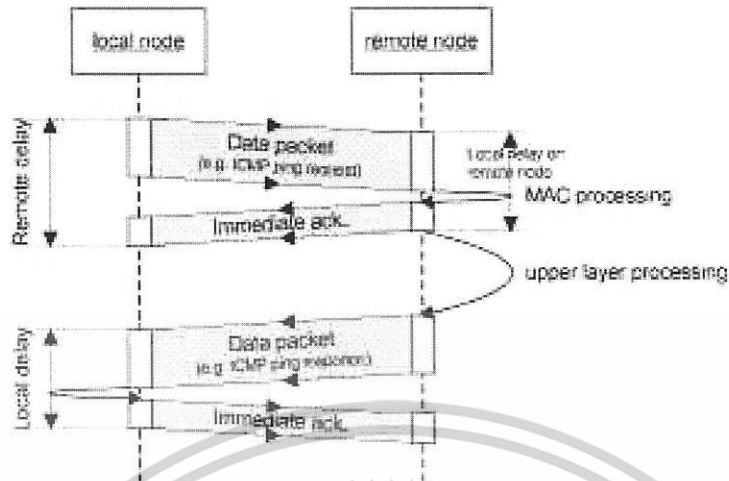 local node
remote node
Remote delay
Data packet
(e.g. ICMP ping request)
Local delay on
remote node
MAC processing
Immediate ack.
upper layer processing
Local delay
Data packet
(e.g. ICMP ping response)
Immediate ack.